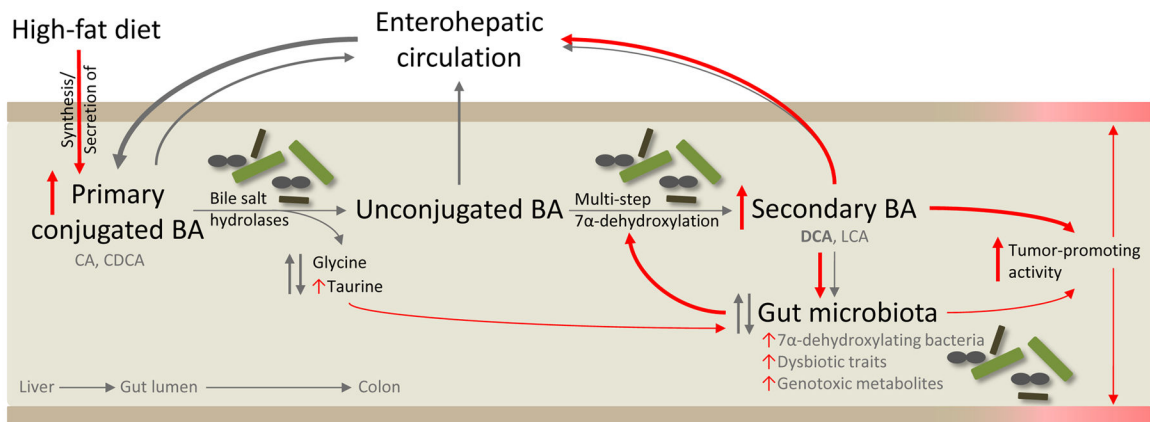 High-fat diet
Synthesis/
Secretion of
Enterohepatic
circulation
Primary
conjugated BA
CA, CDCA
Bile salt
hydrolases
Glycine
↑Taurine
Unconjugated BA
Multi-step
7α-dehydroxylation
Secondary BA
DCA, LCA
Tumor-promoting
activity
Gut microbiota
↑7α-dehydroxylating bacteria
↑Dysbiotic traits
↑Genotoxic metabolites
Liver
Gut lumen
Colon